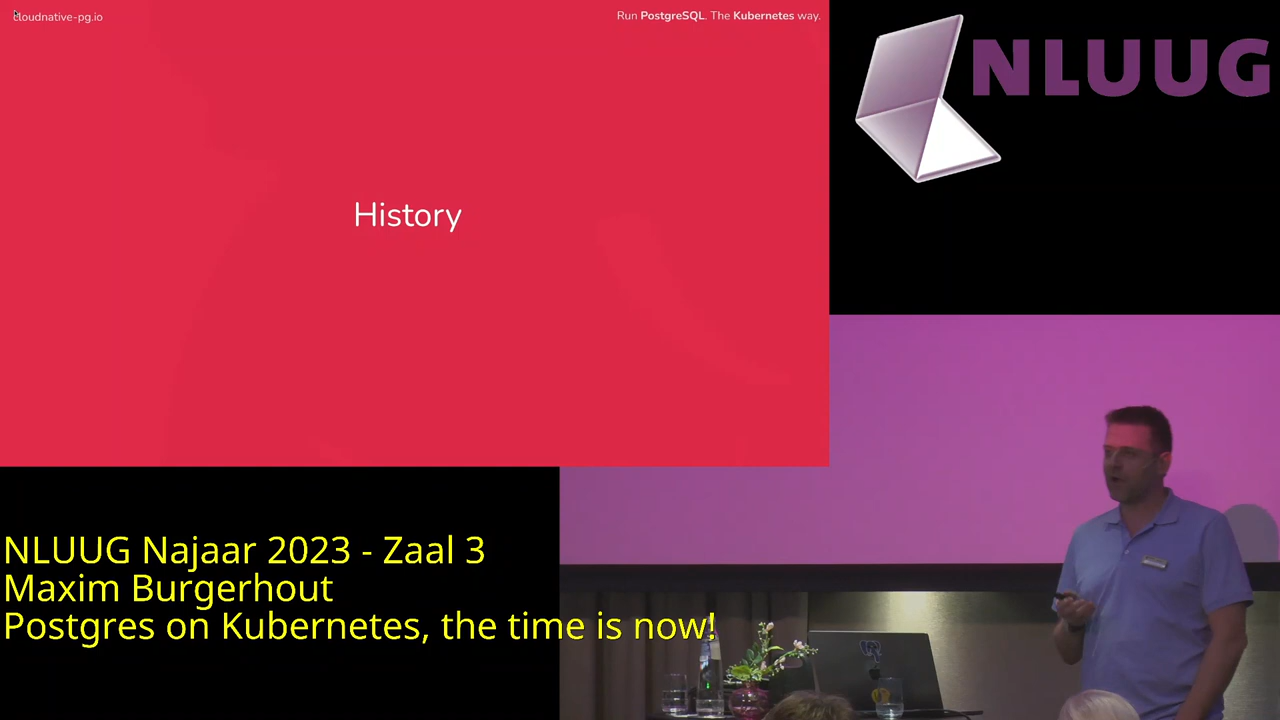 cloudnative-pg.io
Run PostgreSQL. The Kubernetes way.
NLUUG
History
NLUUG Najaar 2023 - Zaal 3
Maxim Burgerhout
Postgres on Kubernetes, the time is now!